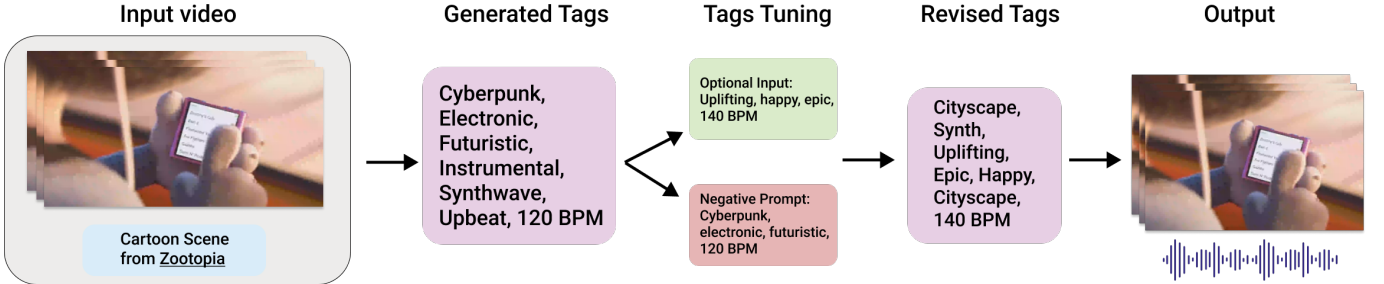 Input video
Generated Tags
Tags Tuning
Revised Tags
Output
Cartoon Scene
from Zootopia
Cyberpunk,
Electronic,
Futuristic,
Instrumental,
Synthwave,
Upbeat, 120 BPM
Optional Input:
Uplifting, happy, epic,
140 BPM
Negative Prompt:
Cyberpunk,
electronic, futuristic,
120 BPM
Cityscape,
Synth,
Uplifting,
Epic, Happy,
Cityscape,
140 BPM